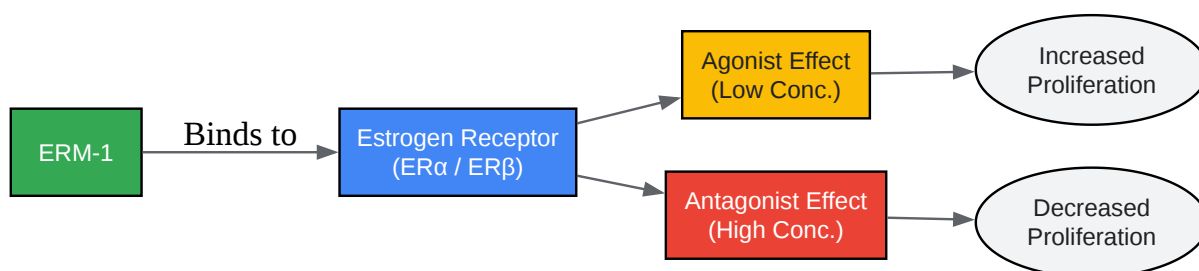 ERM-1
Binds to
Estrogen Receptor
(ERα / ERβ)
Agonist Effect
(Low Conc.)
Increased
Proliferation
Antagonist Effect
(High Conc.)
Decreased
Proliferation